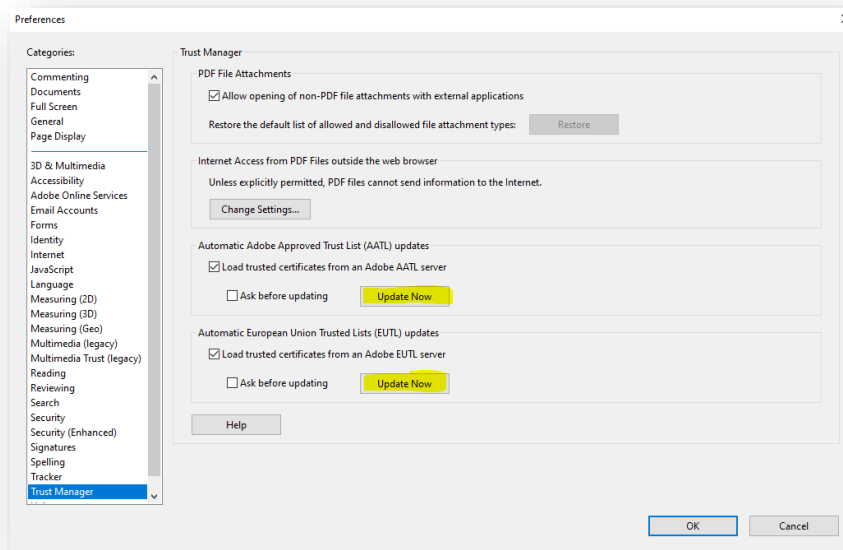 Preferences
Categories:
Commenting
Documents
Full Screen
General
Page Display
3D & Multimedia
Accessibility
Adobe Online Services
Email Accounts
Forms
Identity
Internet
JavaScript
Language
Measuring (2D)
Measuring (3D)
Measuring (Geo)
Multimedia (legacy)
Multimedia Trust (legacy)
Reading
Reviewing
Search
Security
Security (Enhanced)
Signatures
Spelling
Tracker
Trust Manager
Trust Manager
PDF File Attachments
Allow opening of non-PDF file attachments with external applications
Restore the default list of allowed and disallowed file attachment types: Restore
Internet Access from PDF Files outside the web browser
Unless explicitly permitted, PDF files cannot send information to the Internet.
Change Settings...
Automatic Adobe Approved Trust List (AATL) updates
Load trusted certificates from an Adobe AATL server
Ask before updating Update Now
Automatic European Union Trusted Lists (EUTL) updates
Load trusted certificates from an Adobe EUTL server
Ask before updating Update Now
Help
OK Cancel